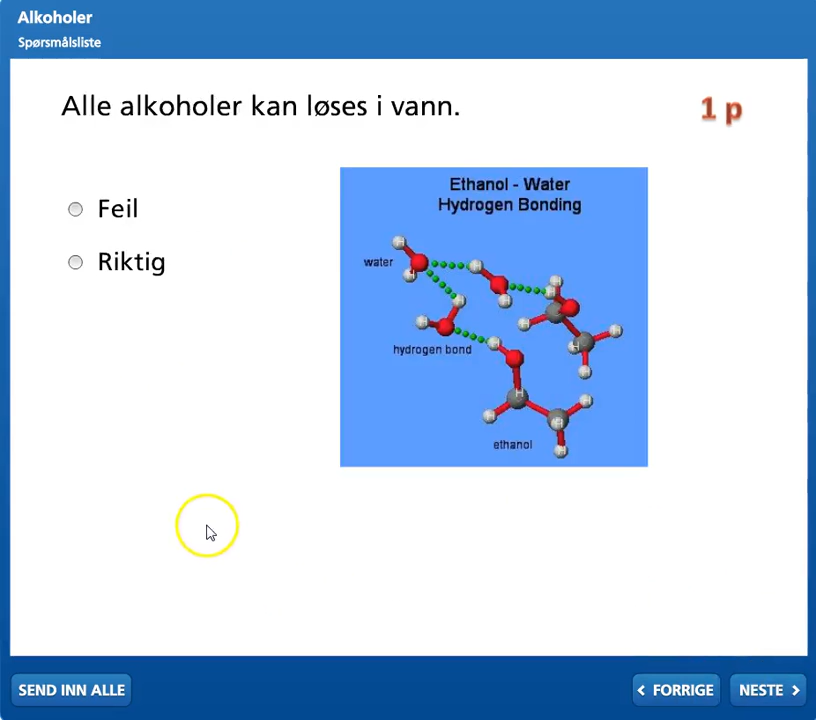 Alkoholer
Spørsmålsliste
Alle alkoholer kan løses i vann.
1 p
Feil
Riktig
Ethanol - Water
Hydrogen Bonding
water
hydrogen bond
ethanol
SEND INN ALLE
FORRIGE
NESTE